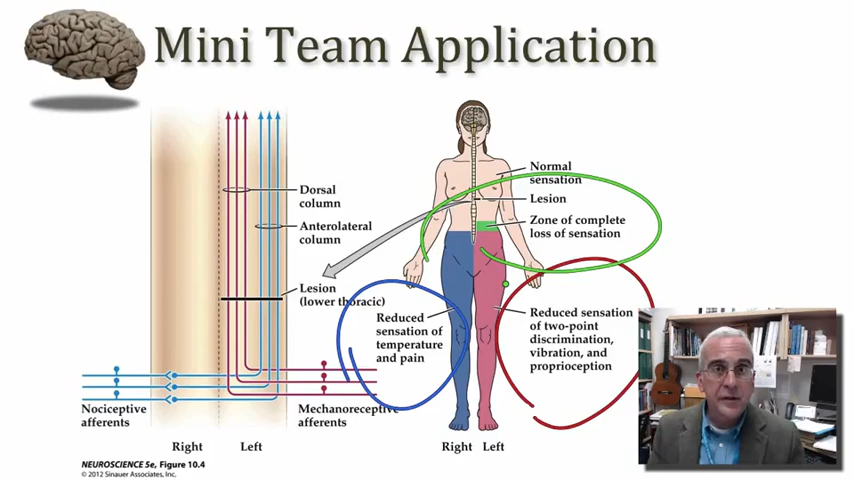 Mini Team Application
Dorsal
column
Anterolateral
column
Lesion
(lower thoracic)
Nociceptive
afferents
Mechanoreceptive
afferents
Right
Left
Normal
sensation
Lesion
Zone of complete
loss of sensation
Reduced
sensation of
temperature
and pain
Reduced sensation
of two-point
discrimination,
vibration, and
proprioception
Right
Left
NEUROSCIENCE 5e, Figure 10.4
© 2012 Sinauer Associates, Inc.